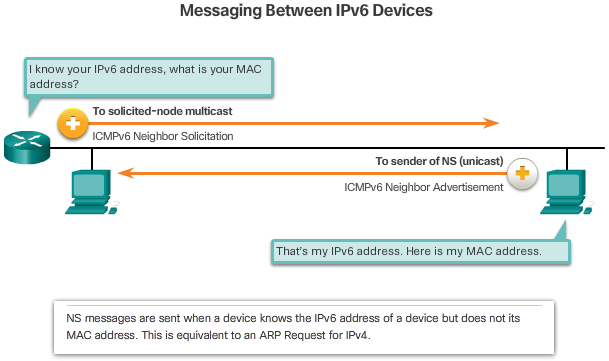 Messaging Between IPv6 Devices
I know your IPv6 address, what is your MAC
address?
To solicited-node multicast
ICMPv6 Neighbor Solicitation
To sender of NS (unicast)
ICMPv6 Neighbor Advertisement
That's my IPv6 address. Here is my MAC address.
NS messages are sent when a device knows the IPv6 address of a device but does not its
MAC address. This is equivalent to an ARP Request for IPv4.